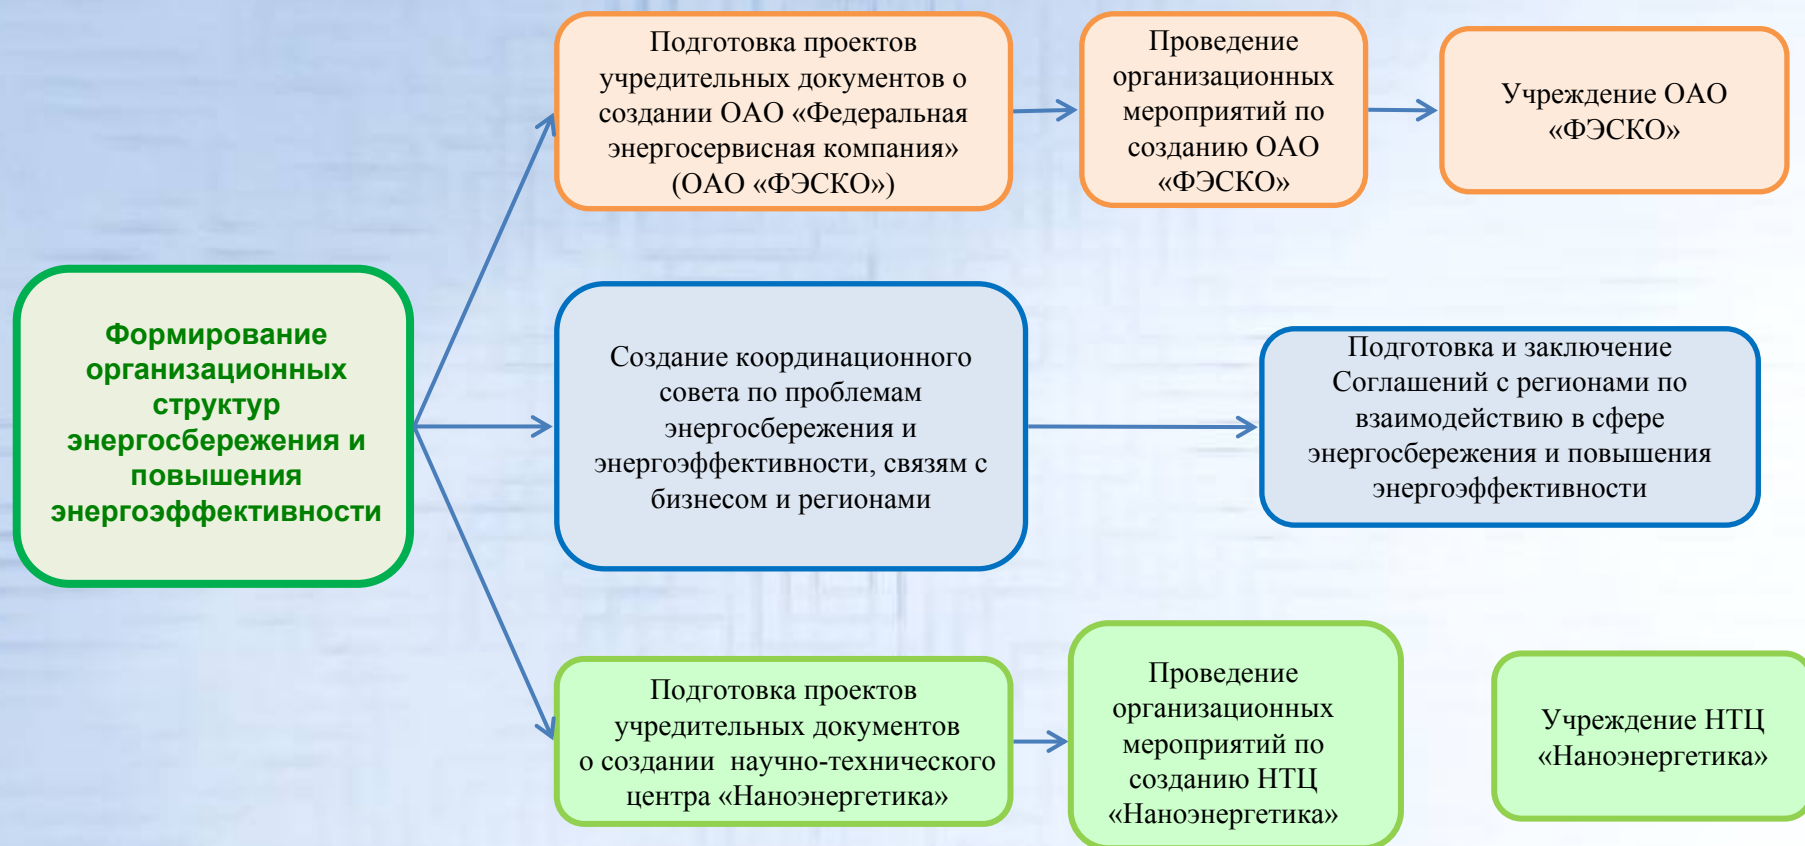 Формирование
организационных
структур
энергосбережения и
повышения
энергоэффективности
Подготовка проектов
учредительных документов о
создании ОАО «Федеральная
энергосервисная компания»
(ОАО «ФЭСКО»)
Проведение
организационных
мероприятий по
созданию ОАО
«ФЭСКО»
Учреждение ОАО
«ФЭСКО»
Создание координационного
совета по проблемам
энергосбережения и
энергоэффективности, связям с
бизнесом и регионами
Подготовка и заключение
Соглашений с регионами по
взаимодействию в сфере
энергосбережения и повышения
энергоэффективности
Подготовка проектов
учредительных документов
о создании научно-технического
центра «Наноэнергетика»
Проведение
организационных
мероприятий по
созданию НТЦ
«Наноэнергетика»
Учреждение НТЦ
«Наноэнергетика»